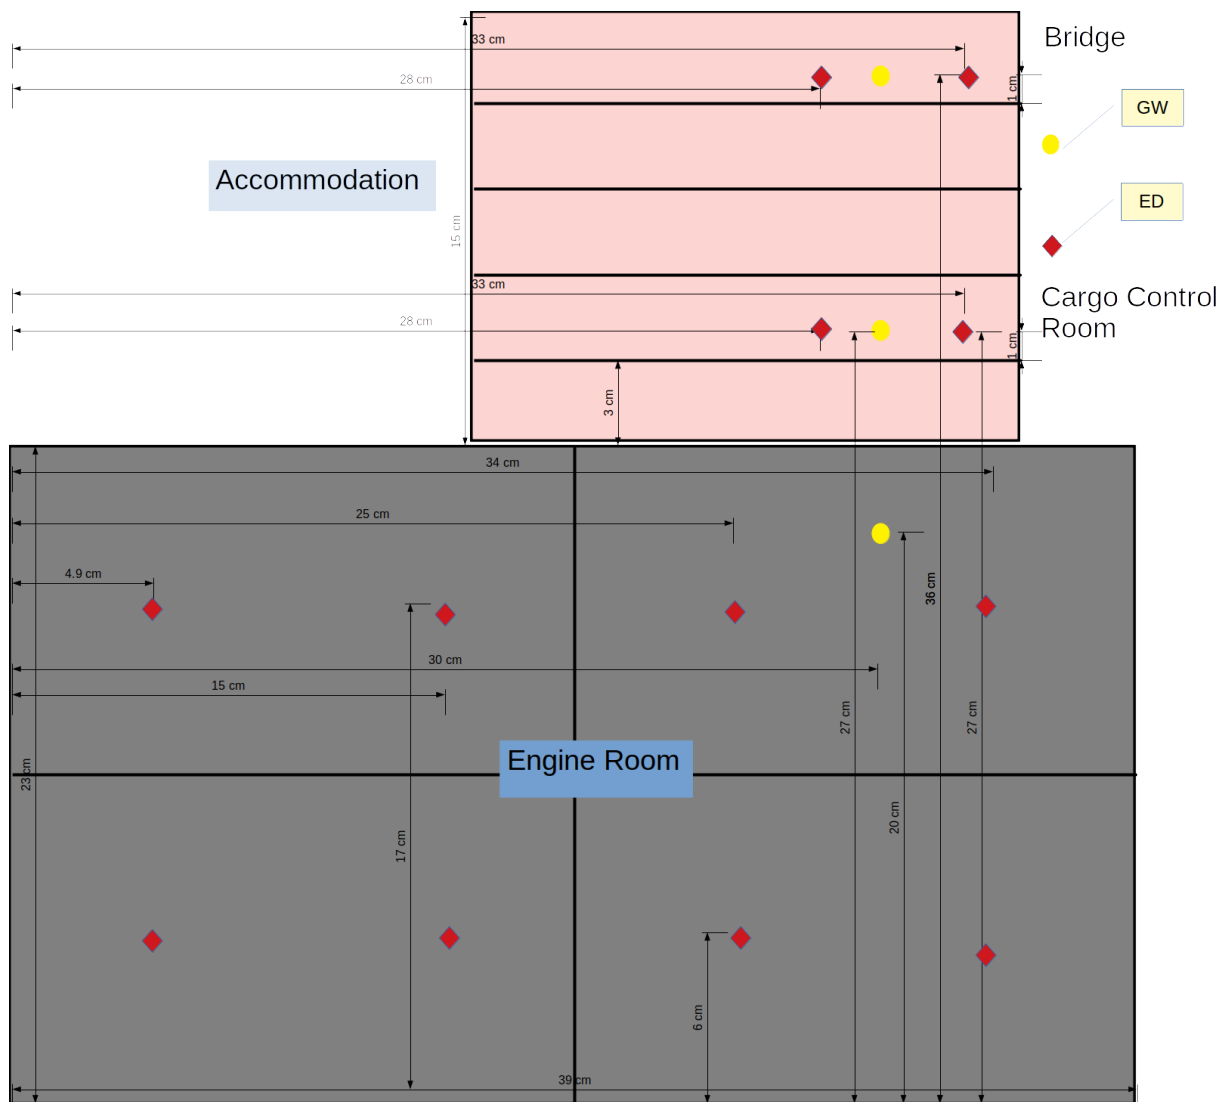 Bridge
33 cm
28 cm
1 cm
GW
Accommodation
ED
15 cm
33 cm
Cargo Control
Room
28 cm
1 cm
3 cm
34 cm
25 cm
4.9 cm
36 cm
30 cm
15 cm
27 cm
27 cm
Engine Room
23 cm
20 cm
17 cm
6 cm
39 cm